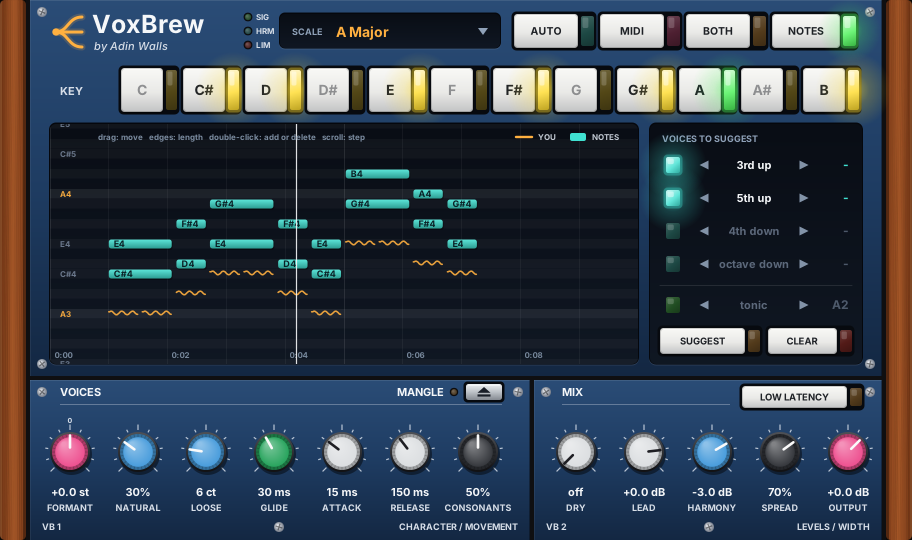 VoxBrew
by Adin Walls
SIG
HRM
LIM
SCALE A Major
AUTO MIDI BOTH NOTES
KEY C C# D D# E F F# G G# A A# B
drag: move edges: length double-click: add or delete scroll: step
YOU NOTES
C#5
A4
E4
C#4
A3
B4
A4
G#4 G#4 G#4
F#4 F#4 F#4
E4 E4 E4 E4
D4 D4
C#4 C#4
0:00 0:02 0:04 0:06 0:08
VOICES TO SUGGEST
3rd up -
5th up -
4th down -
octave down -
tonic A2
SUGGEST CLEAR
VOICES MANGLE
0
+0.0 st 30% 6 ct 30 ms 15 ms 150 ms 50%
FORMANT NATURAL LOOSE GLIDE ATTACK RELEASE CONSONANTS
VB 1 CHARACTER / MOVEMENT
MIX LOW LATENCY
off +0.0 dB -3.0 dB 70% +0.0 dB
DRY LEAD HARMONY SPREAD OUTPUT
VB 2 LEVELS / WIDTH